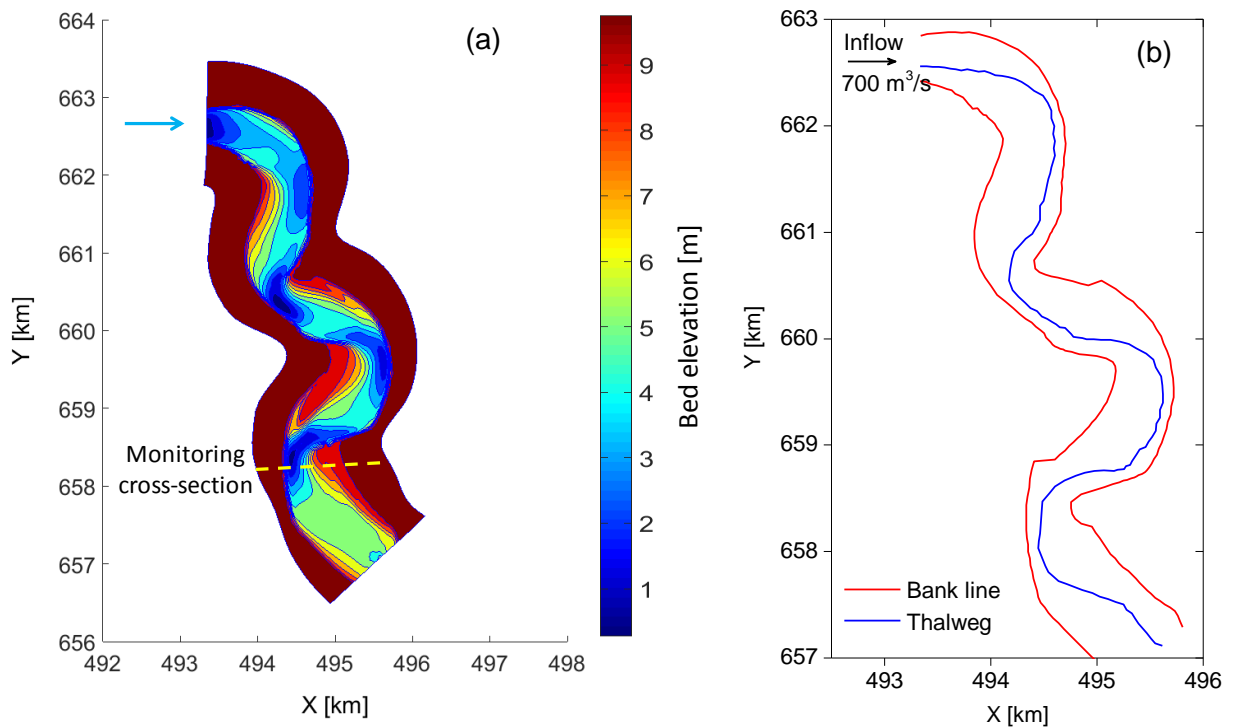 (a)
664
663
662
661
660
659
658
657
656
Y [km]
492
493
494
495
496
497
498
X [km]
Monitoring
cross-section
9
8
7
6
5
4
3
2
1
Bed elevation [m]
(b)
Inflow
700 m³/s
663
662
661
660
659
658
657
Y [km]
Bank line
Thalweg
493
494
495
496
X [km]